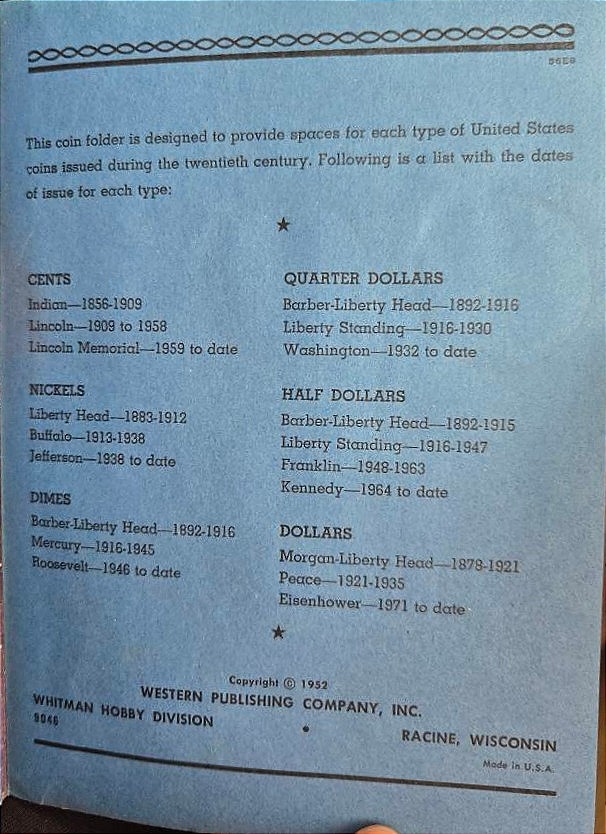 56E9
This coin folder is designed to provide spaces for each type of United States
coins issued during the twentieth century. Following is a list with the dates
of issue for each type:
CENTS
Indian—1856-1909
Lincoln—1909 to 1958
Lincoln Memorial—1959 to date
NICKELS
Liberty Head—1883-1912
Buffalo—1913-1938
Jefferson—1938 to date
DIMES
Barber-Liberty Head—1892-1916
Mercury—1916-1945
Roosevelt—1946 to date
QUARTER DOLLARS
Barber-Liberty Head—1892-1916
Liberty Standing—1916-1930
Washington—1932 to date
HALF DOLLARS
Barber-Liberty Head—1892-1915
Liberty Standing—1916-1947
Franklin—1948-1963
Kennedy—1964 to date
DOLLARS
Morgan-Liberty Head—1878-1921
Peace—1921-1935
Eisenhower—1971 to date
Copyright © 1952
WESTERN PUBLISHING COMPANY, INC.
WHITMAN HOBBY DIVISION • RACINE, WISCONSIN
9046
Made in U.S.A.